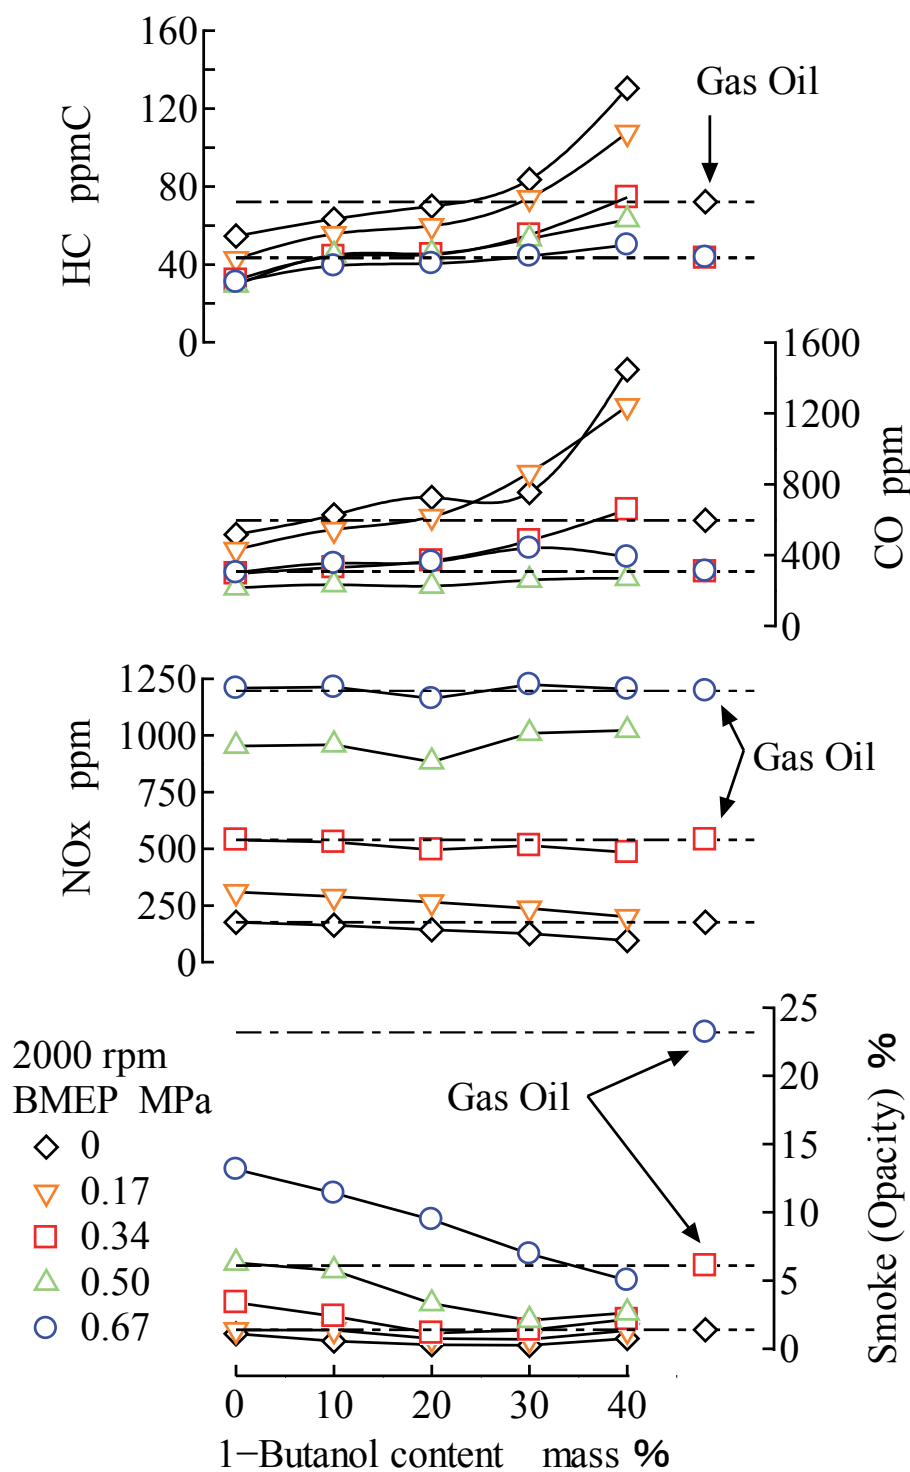 160
120
80
40
0
HC ppmC
Gas Oil
1600
1200
800
400
0
CO ppm
1250
1000
750
500
250
0
NOx ppm
Gas Oil
25
20
15
10
5
0
Smoke (Opacity) %
Gas Oil
2000 rpm
BMEP MPa
0
0.17
0.34
0.50
0.67
0 10 20 30 40
1−Butanol content mass %